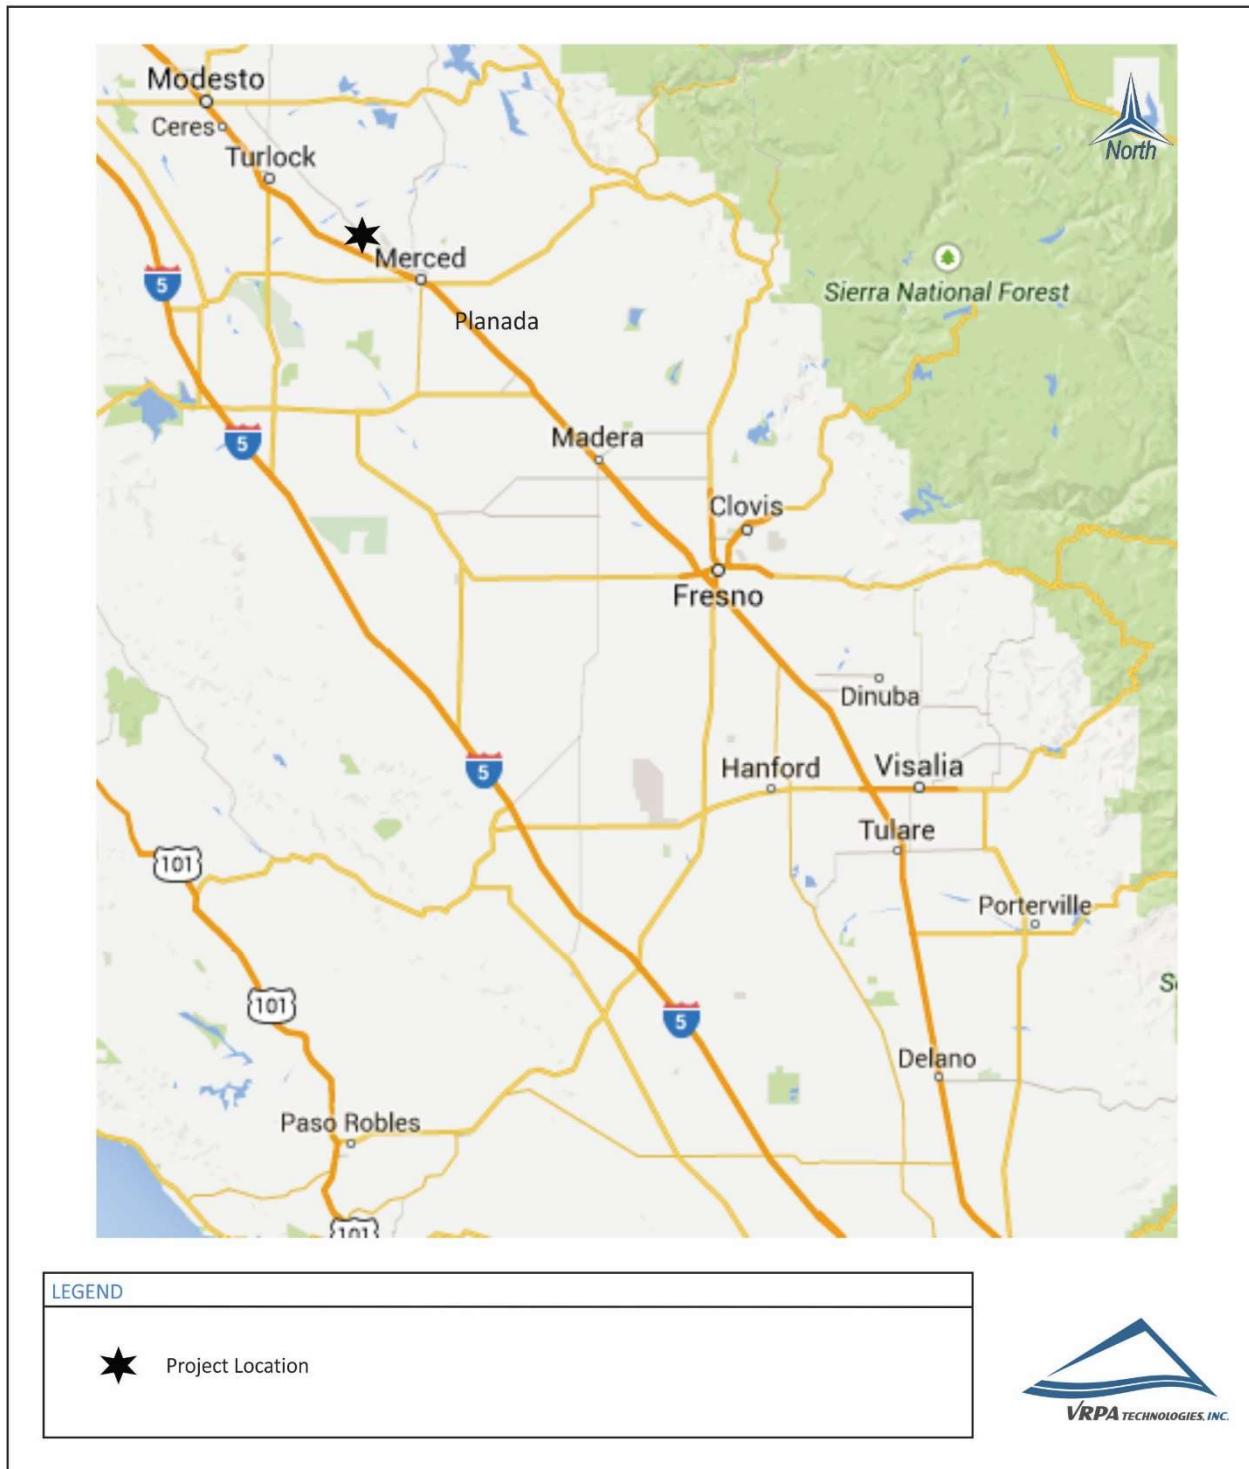 Modesto
Ceres
Turlock
North
Merced
5
Sierra National Forest
Planada
5
Madera
Clovis
Fresno
Dinuba
Hanford
Visalia
5
Tulare
101
Porterville
S
101
5
Delano
Paso Robles
101
LEGEND
Project Location
VRPA TECHNOLOGIES, INC.